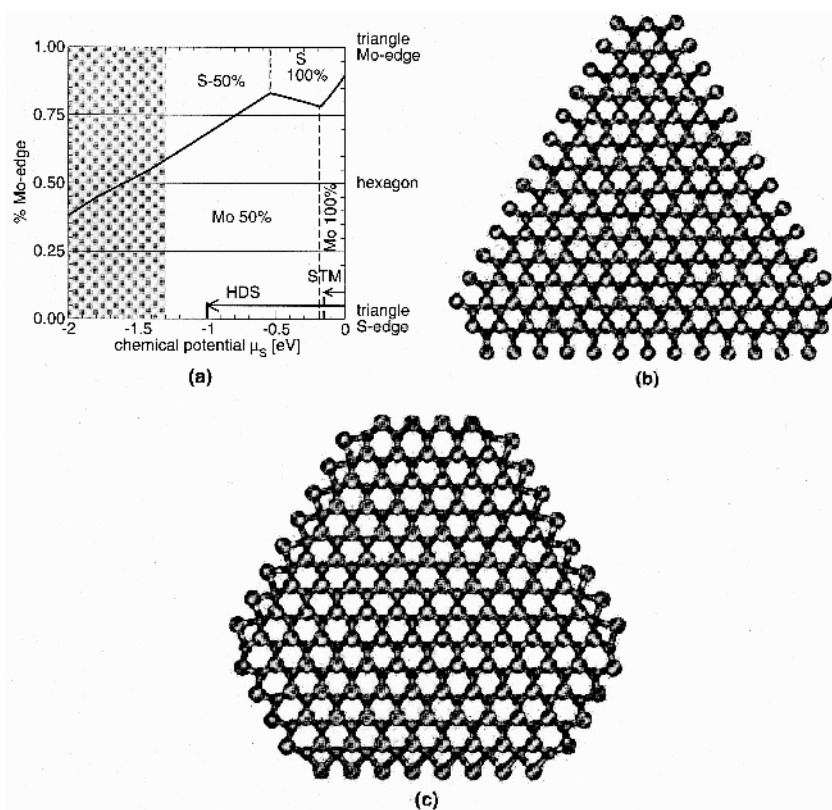 1.00
0.75
0.50
0.25
0.00
% Mo-edge
S-50%
S
100%
Mo 50%
Mo 100%
STM
HDS
-2
-1.5
-1
-0.5
0
chemical potential μS [eV]
triangle
Mo-edge
hexagon
triangle
S-edge
(a)
(b)
(c)